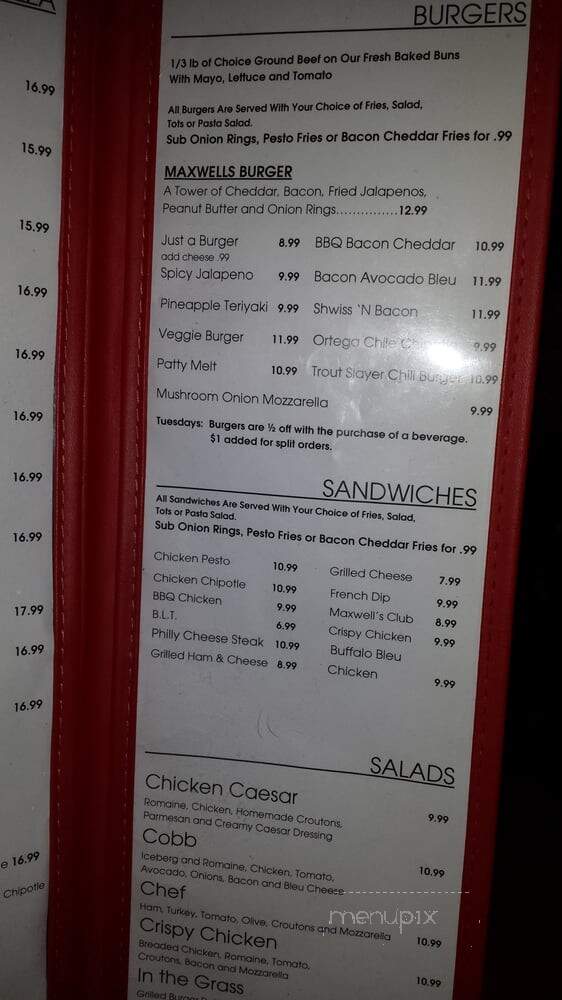 16.99
15.99
15.99
16.99
16.99
16.99
16.99
16.99
17.99
16.99
16.99
e 16.99
Chipotle
BURGERS
1/3 lb of Choice Ground Beef on Our Fresh Baked Buns
With Mayo, Lettuce and Tomato
All Burgers Are Served With Your Choice of Fries, Salad,
Tots or Pasta Salad.
Sub Onion Rings, Pesto Fries or Bacon Cheddar Fries for .99
MAXWELLS BURGER
A Tower of Cheddar, Bacon, Fried Jalapenos,
Peanut Butter and Onion Rings...............12.99
Just a Burger 8.99 BBQ Bacon Cheddar 10.99
add cheese .99
Spicy Jalapeno 9.99 Bacon Avocado Bleu 11.99
Pineapple Teriyaki 9.99 Shwiss 'N Bacon 11.99
Veggie Burger 11.99 Ortega Chile 9.99
Patty Melt 10.99 Trout Slayer Chili Burger 10.99
Mushroom Onion Mozzarella 9.99
Tuesdays: Burgers are ½ off with the purchase of a beverage.
$1 added for split orders.
SANDWICHES
All Sandwiches Are Served With Your Choice of Fries, Salad,
Tots or Pasta Salad.
Sub Onion Rings, Pesto Fries or Bacon Cheddar Fries for .99
Chicken Pesto 10.99 Grilled Cheese 7.99
Chicken Chipotle 10.99 French Dip 9.99
BBQ Chicken 9.99 Maxwell's Club 8.99
B.L.T. 6.99 Crispy Chicken 9.99
Philly Cheese Steak 10.99 Buffalo Bleu
Grilled Ham & Cheese 8.99 Chicken 9.99
SALADS
Chicken Caesar
Romaine, Chicken, Homemade Croutons, 9.99
Parmesan and Creamy Caesar Dressing
Cobb
Iceberg and Romaine, Chicken, Tomato, 10.99
Avocado, Onions, Bacon and Bleu Cheese
Chef
Ham, Turkey, Tomato, Olive, Croutons and Mozzarella 10.99
Crispy Chicken
Breaded Chicken, Romaine, Tomato, 10.99
Croutons, Bacon and Mozzarella
In the Grass
Grilled Burger
menupix